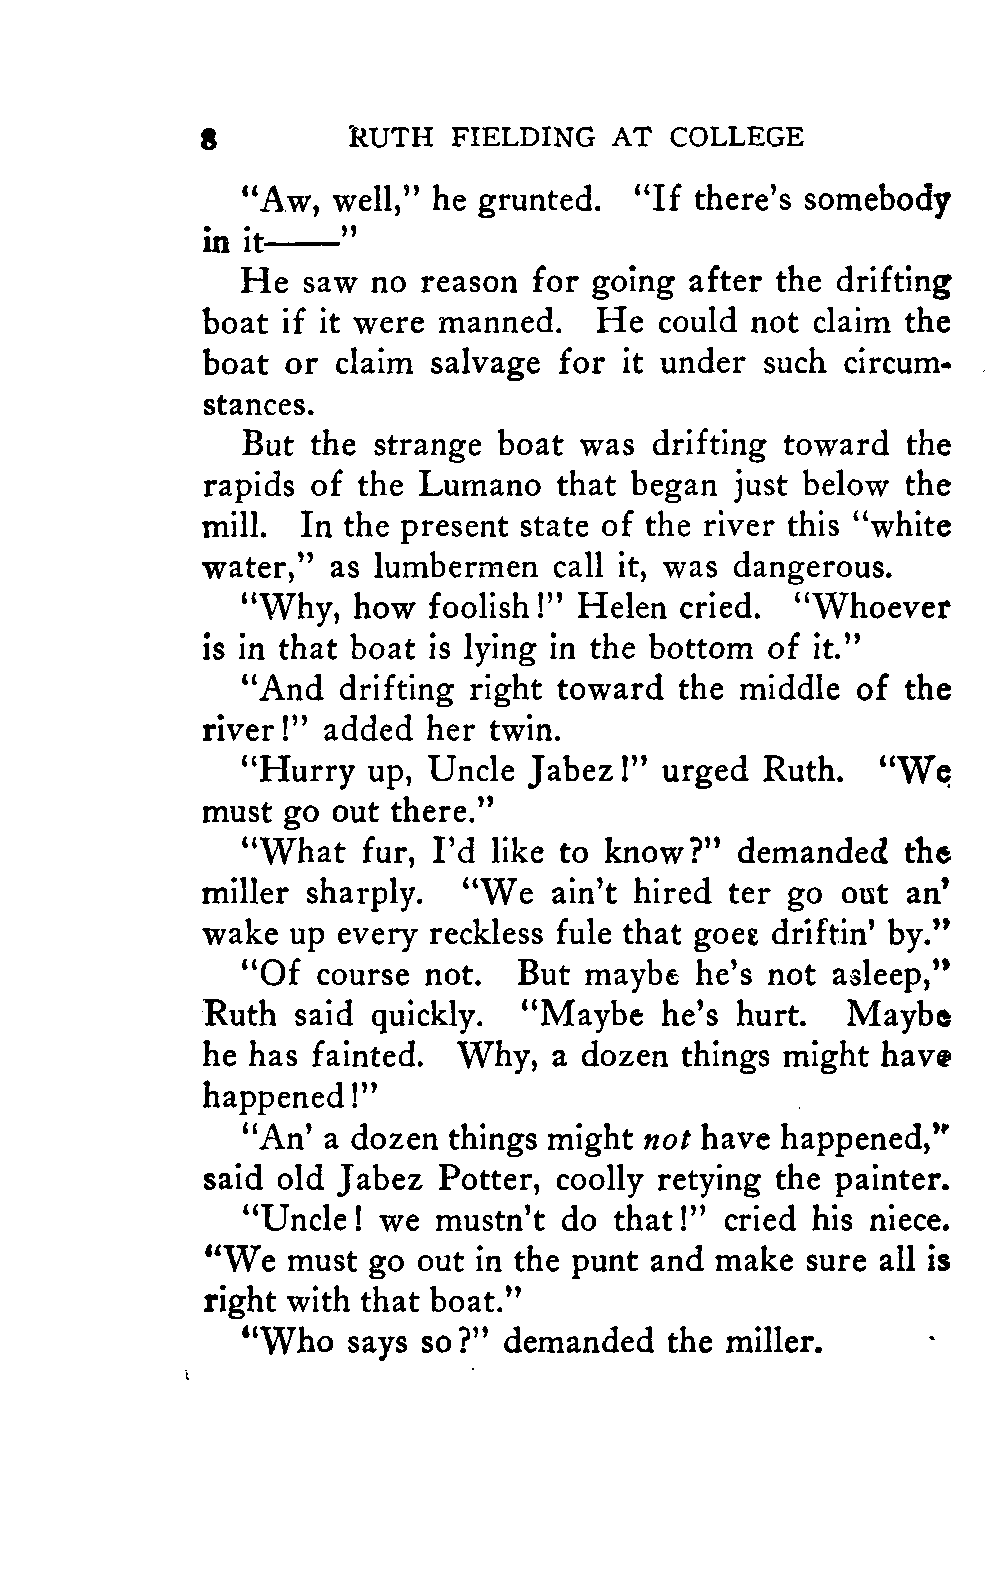 8 RUTH FIELDING AT COLLEGE
“Aw, well,” he grunted. “If there’s somebody
in it——”
He saw no reason for going after the drifting
boat if it were manned. He could not claim the
boat or claim salvage for it under such circum-
stances.
But the strange boat was drifting toward the
rapids of the Lumano that began just below the
mill. In the present state of the river this “white
water,” as lumbermen call it, was dangerous.
“Why, how foolish!” Helen cried. “Whoever
is in that boat is lying in the bottom of it.”
“And drifting right toward the middle of the
river!” added her twin.
“Hurry up, Uncle Jabez!” urged Ruth. “We
must go out there.”
“What fur, I’d like to know?” demanded the
miller sharply. “We ain’t hired ter go out an’
wake up every reckless fule that goes driftin’ by.”
“Of course not. But maybe he’s not asleep,”
Ruth said quickly. “Maybe he’s hurt. Maybe
he has fainted. Why, a dozen things might have
happened!”
“An’ a dozen things might not have happened,”
said old Jabez Potter, coolly retying the painter.
“Uncle! we mustn’t do that!” cried his niece.
“We must go out in the punt and make sure all is
right with that boat.”
“Who says so?” demanded the miller.